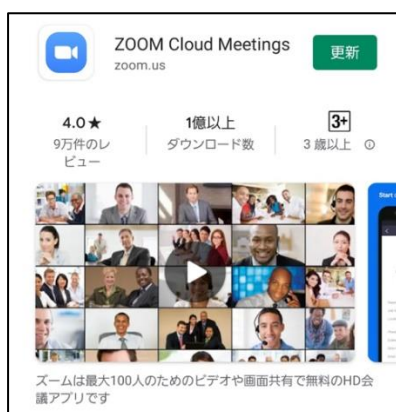 ZOOM Cloud Meetings
zoom.us
更新
4.0★
9万件のレ
ビュー
1億以上
ダウンロード数
3+
3 歳以上
Start
ズームは最大100人のためのビデオや画面共有で無料のHD会
議アプリです